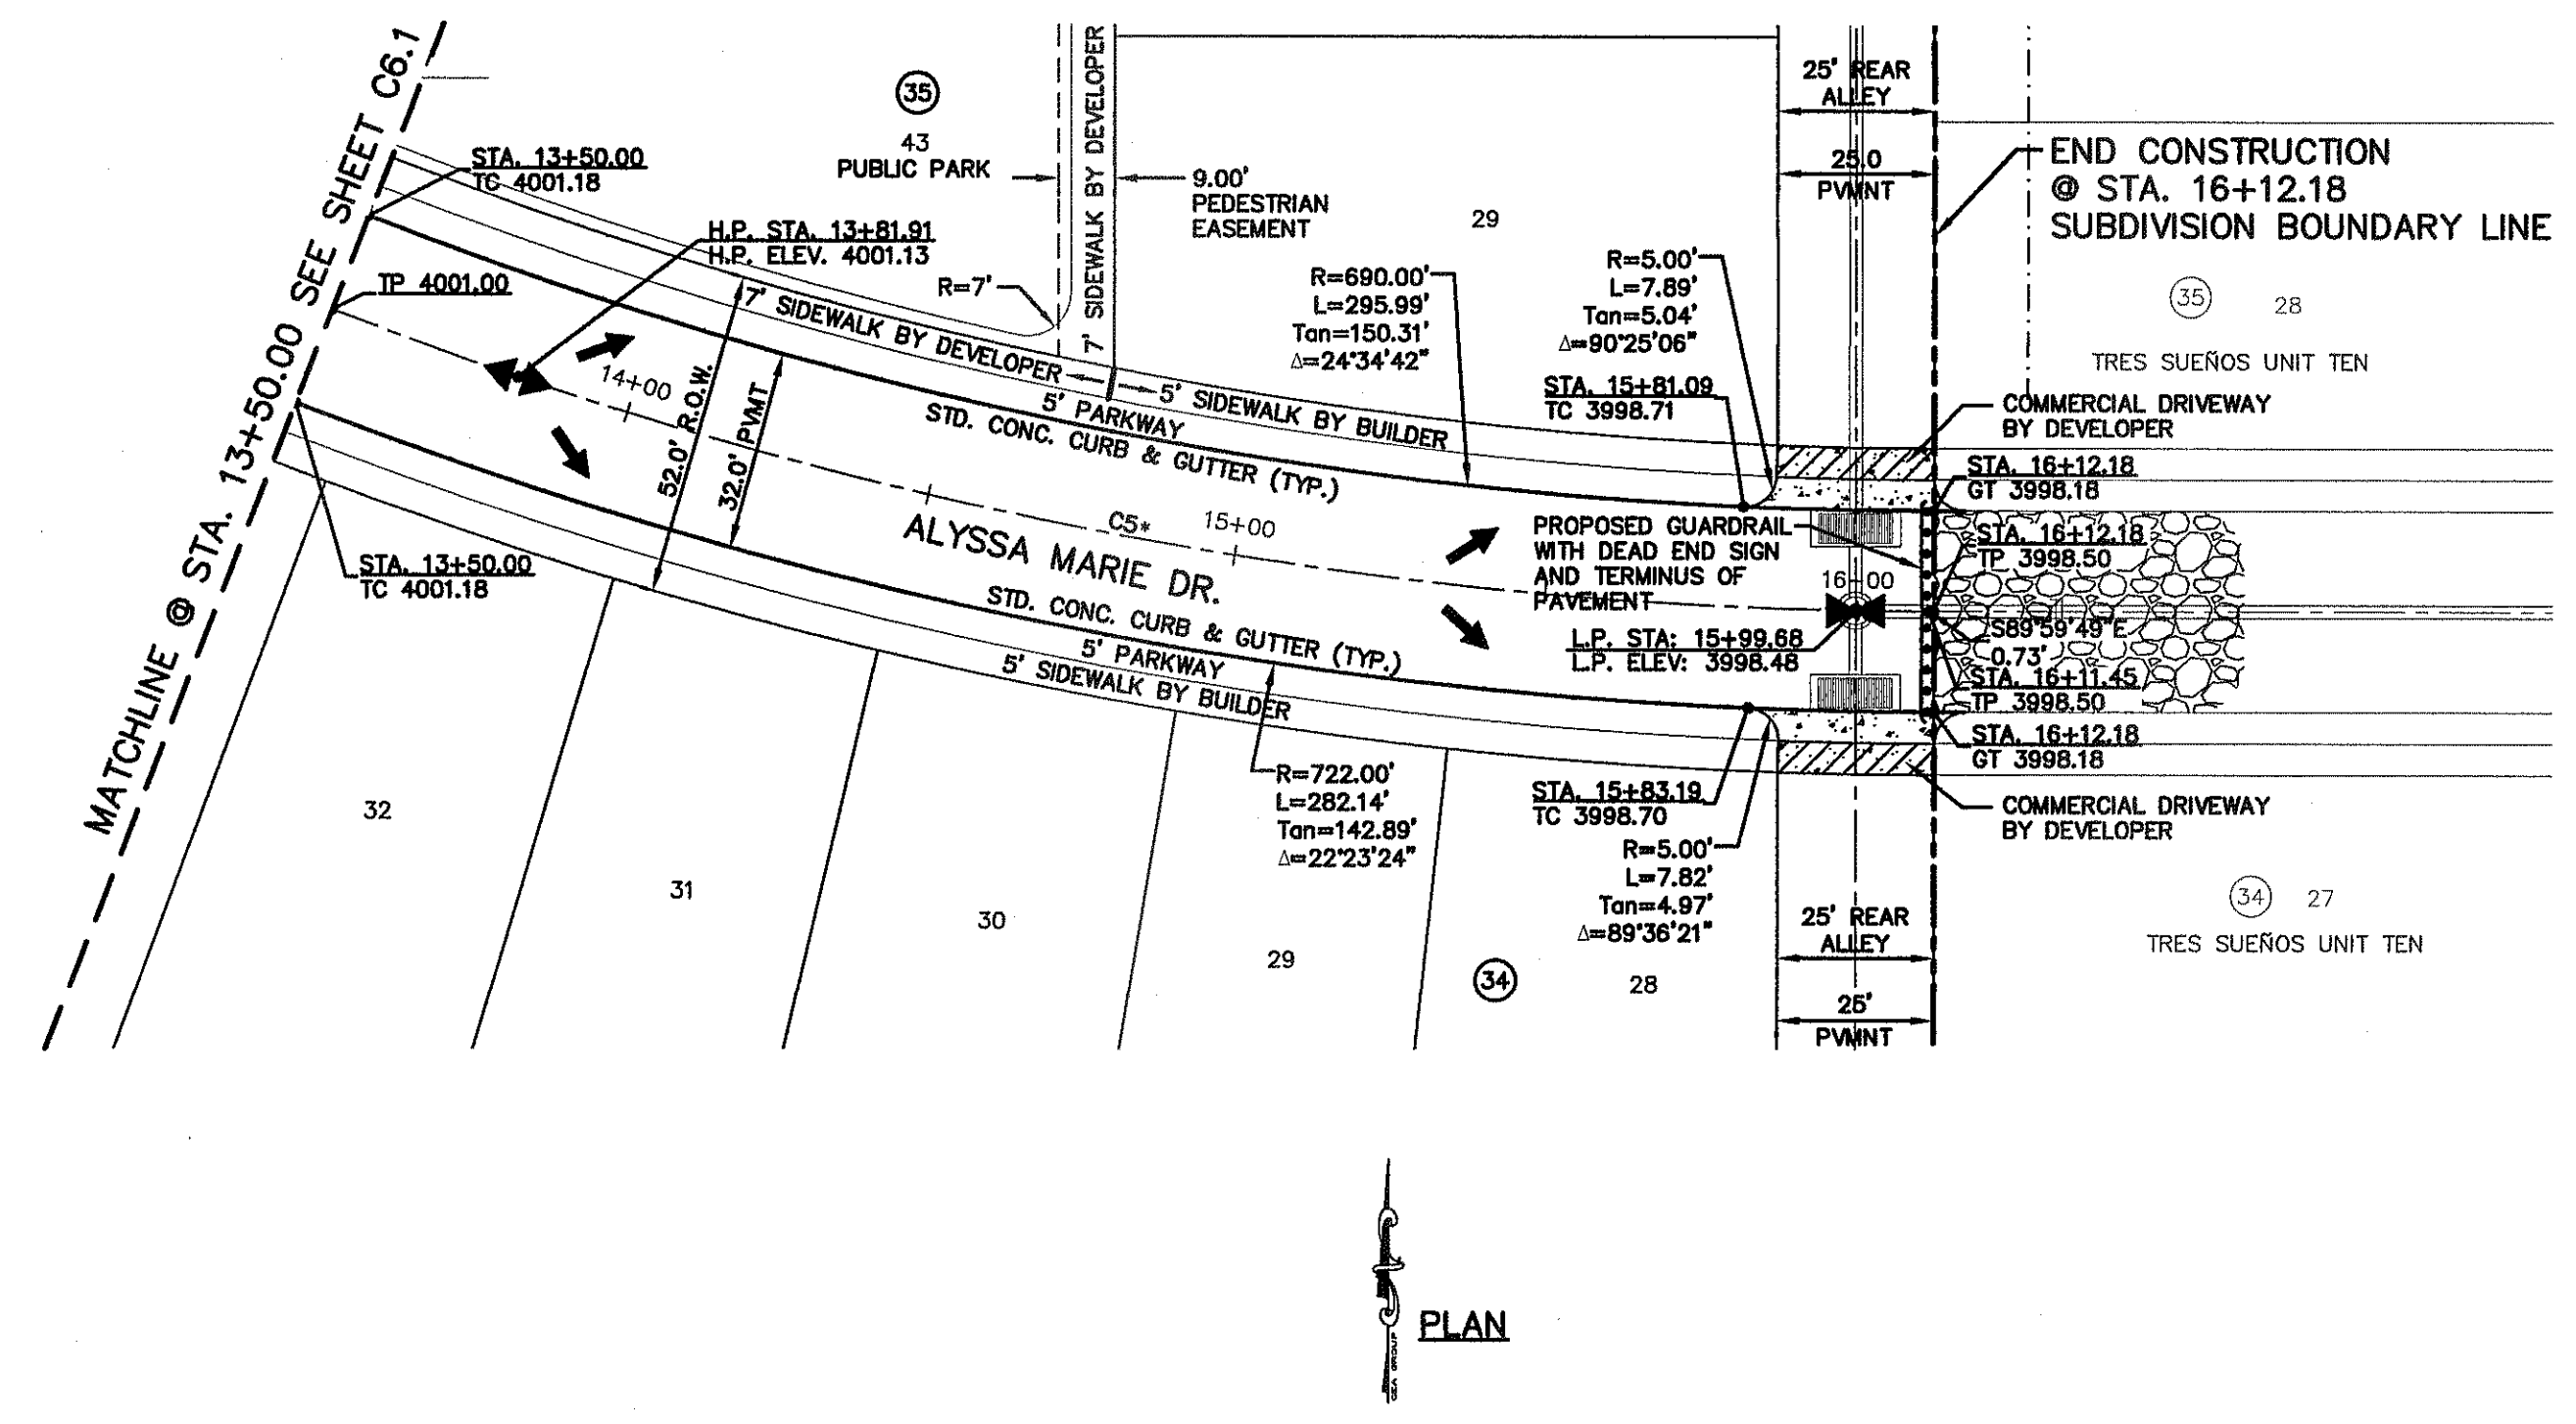 MATCHLINE @ STA. 13+50.00 SEE SHEET C6.1
STA. 13+50.00
TC 4001.18
TP 4001.00
H.P. STA. 13+81.91
H.P. ELEV. 4001.13
35
43
PUBLIC PARK
R=7'
7' SIDEWALK BY DEVELOPER
9.00'
PEDESTRIAN
EASEMENT
29
R=690.00'
L=295.99'
Tan=150.31'
Δ=24°34'42"
R=5.00'
L=7.89'
Tan=5.04'
Δ=90°25'06"
STA. 15+81.09
TC 3998.71
25' REAR
ALLEY
25.0
PVMNT
END CONSTRUCTION
@ STA. 16+12.18
SUBDIVISION BOUNDARY LINE
35
28
TRES SUEÑOS UNIT TEN
COMMERCIAL DRIVEWAY
BY DEVELOPER
STA. 16+12.18
GT 3998.18
STA. 16+12.18
TP 3998.50
S89°59'49"E
0.73'
STA. 16+11.45
TP 3998.50
STA. 16+12.18
GT 3998.18
COMMERCIAL DRIVEWAY
BY DEVELOPER
34
27
TRES SUEÑOS UNIT TEN
7' SIDEWALK BY DEVELOPER
5' SIDEWALK BY BUILDER
5' PARKWAY
STD. CONC. CURB & GUTTER (TYP.)
14+00
52.0' R.O.W.
32.0' PVMT
C5*
15+00
ALYSSA MARIE DR.
PROPOSED GUARDRAIL
WITH DEAD END SIGN
AND TERMINUS OF
PAVEMENT
16+00
L.P. STA: 15+99.68
L.P. ELEV: 3998.48
STD. CONC. CURB & GUTTER (TYP.)
5' PARKWAY
5' SIDEWALK BY BUILDER
STA. 13+50.00
TC 4001.18
R=722.00'
L=282.14'
Tan=142.89'
Δ=22°23'24"
STA. 15+83.19
TC 3998.70
R=5.00'
L=7.82'
Tan=4.97'
Δ=89°36'21"
25' REAR
ALLEY
25'
PVMNT
32
31
30
29
34
28
PLAN
CEA GROUP